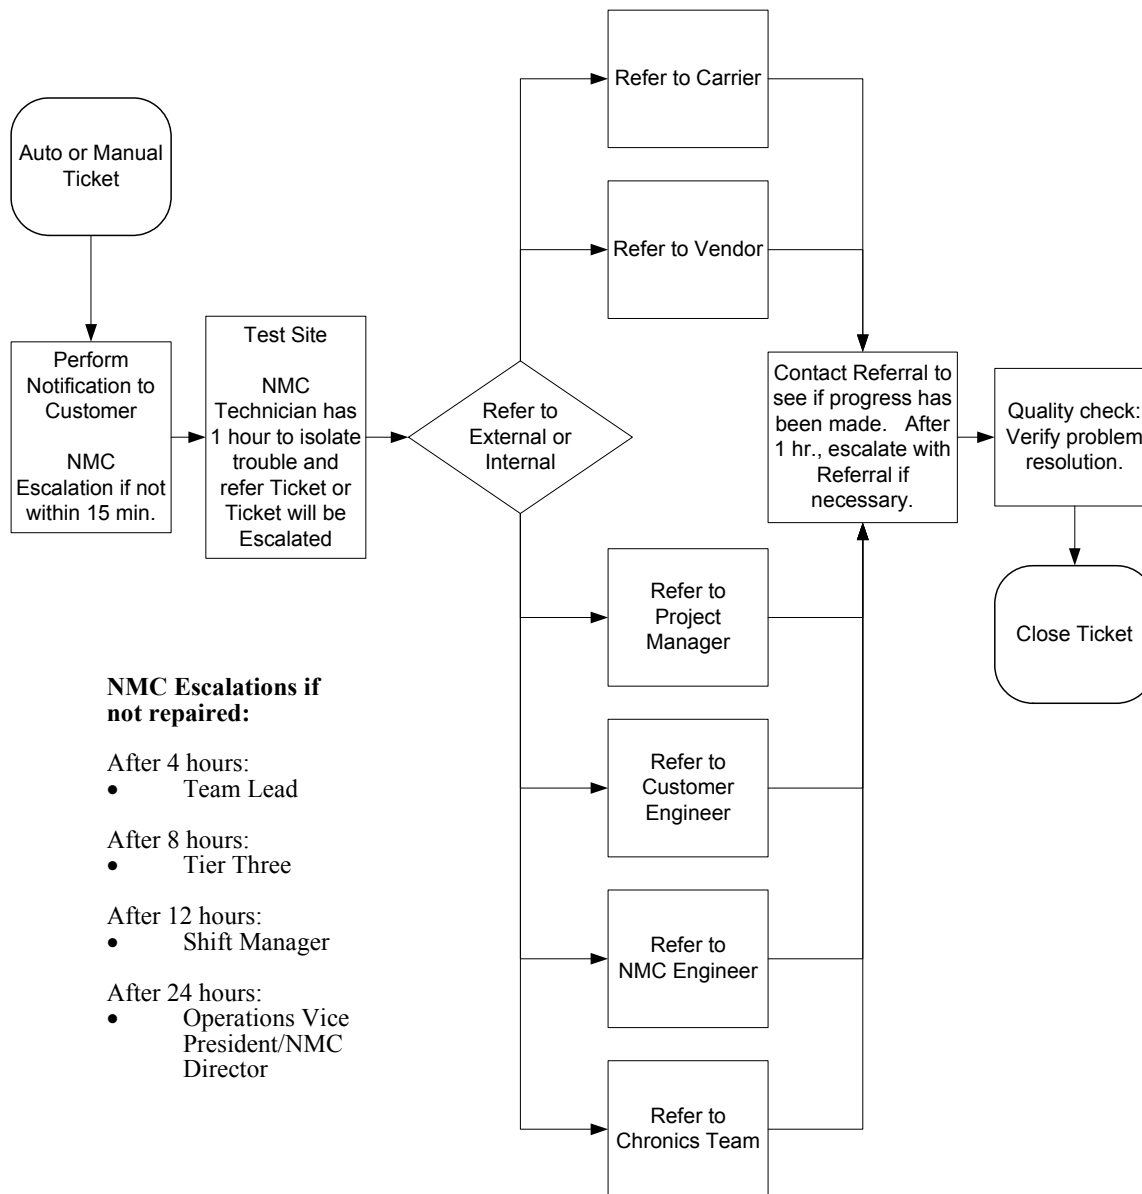 Auto or Manual
Ticket
Perform
Notification to
Customer
NMC
Escalation if not
within 15 min.
Test Site
NMC
Technician has
1 hour to isolate
trouble and
refer Ticket or
Ticket will be
Escalated
Refer to
External or
Internal
Refer to Carrier
Refer to Vendor
Refer to
Project
Manager
Refer to
Customer
Engineer
Refer to
NMC Engineer
Refer to
Chronics Team
Contact Referral to
see if progress has
been made. After
1 hr., escalate with
Referral if
necessary.
Quality check:
Verify problem
resolution.
Close Ticket
NMC Escalations if
not repaired:
After 4 hours:
• Team Lead
After 8 hours:
• Tier Three
After 12 hours:
• Shift Manager
After 24 hours:
• Operations Vice
President/NMC
Director